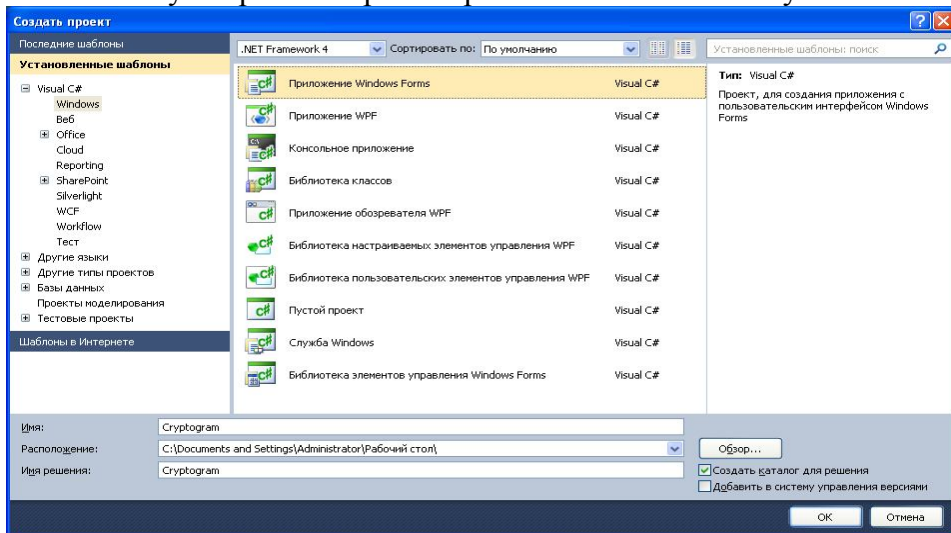 Создать проект
Последние шаблоны
.NET Framework 4
Сортировать по:
По умолчанию
Установленные шаблоны: поиск
Установленные шаблоны
Visual C#
Windows
Веб
Office
Cloud
Reporting
SharePoint
Silverlight
WCF
Workflow
Тест
Другие языки
Другие типы проектов
Базы данных
Проекты моделирования
Тестовые проекты
Шаблоны в Интернете
Приложение Windows Forms Visual C#
Приложение WPF Visual C#
Консольное приложение Visual C#
Библиотека классов Visual C#
Приложение обозревателя WPF Visual C#
Библиотека настраиваемых элементов управления WPF Visual C#
Библиотека пользовательских элементов управления WPF Visual C#
Пустой проект Visual C#
Служба Windows Visual C#
Библиотека элементов управления Windows Forms Visual C#
Тип: Visual C#
Проект, для создания приложения с
пользовательским интерфейсом Windows
Forms
Имя: Cryptogram
Расположение: C:\Documents and Settings\Administrator\Рабочий стол\ Обзор...
Имя решения: Cryptogram
Создать каталог для решения
Добавить в систему управления версиями
ОК Отмена